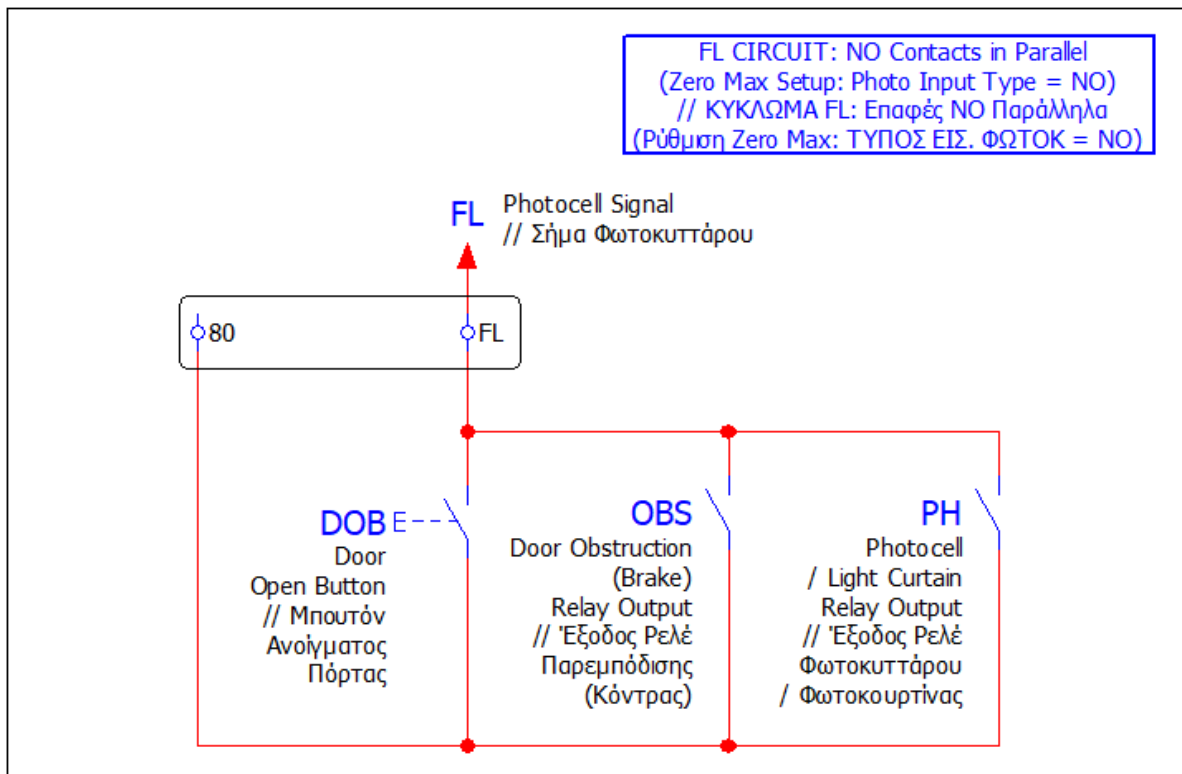 FL CIRCUIT: NO Contacts in Parallel
(Zero Max Setup: Photo Input Type = NO)
// ΚΥΚΛΩΜΑ FL: Επαφές NO Παράλληλα
(Ρύθμιση Zero Max: ΤΥΠΟΣ ΕΙΣ. ΦΩΤΟΚ = NO)
FL
Photocell Signal
// Σήμα Φωτοκυττάρου
80
FL
DOB
Door
Open Button
// Μπουτόν
Ανοίγματος
Πόρτας
OBS
Door Obstruction
(Brake)
Relay Output
// Έξοδος Ρελέ
Παρεμπόδισης
(Κόντρας)
PH
Photocell
/ Light Curtain
Relay Output
// Έξοδος Ρελέ
Φωτοκυττάρου
/ Φωτοκουρτίνας